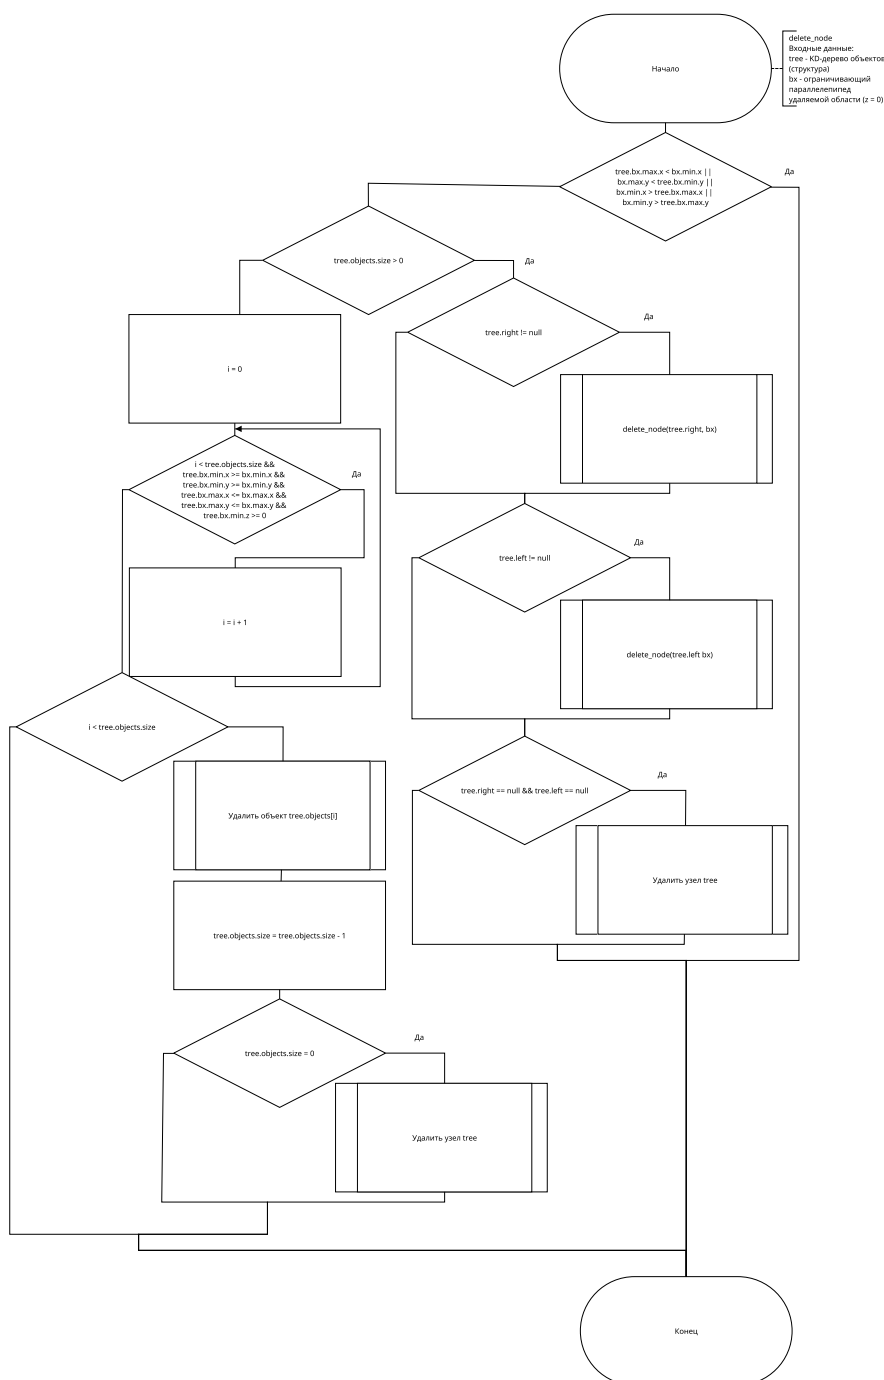 Начало
delete_node
Входные данные:
tree - KD-дерево объектов
(структура)
bx - ограничивающий
параллелепипед
удаляемой области (z = 0)
tree.bx.max.x < bx.min.x ||
bx.max.y < tree.bx.min.y ||
bx.min.x > tree.bx.max.x ||
bx.min.y > tree.bx.max.y
Да
tree.objects.size > 0
Да
tree.right != null
Да
i = 0
delete_node(tree.right, bx)
i < tree.objects.size &&
tree.bx.min.x >= bx.min.x &&
tree.bx.min.y >= bx.min.y &&
tree.bx.max.x <= bx.max.x &&
tree.bx.max.y <= bx.max.y &&
tree.bx.min.z >= 0
Да
tree.left != null
Да
i = i + 1
delete_node(tree.left bx)
i < tree.objects.size
tree.right == null && tree.left == null
Да
Удалить объект tree.objects[i]
Удалить узел tree
tree.objects.size = tree.objects.size - 1
tree.objects.size = 0
Да
Удалить узел tree
Конец